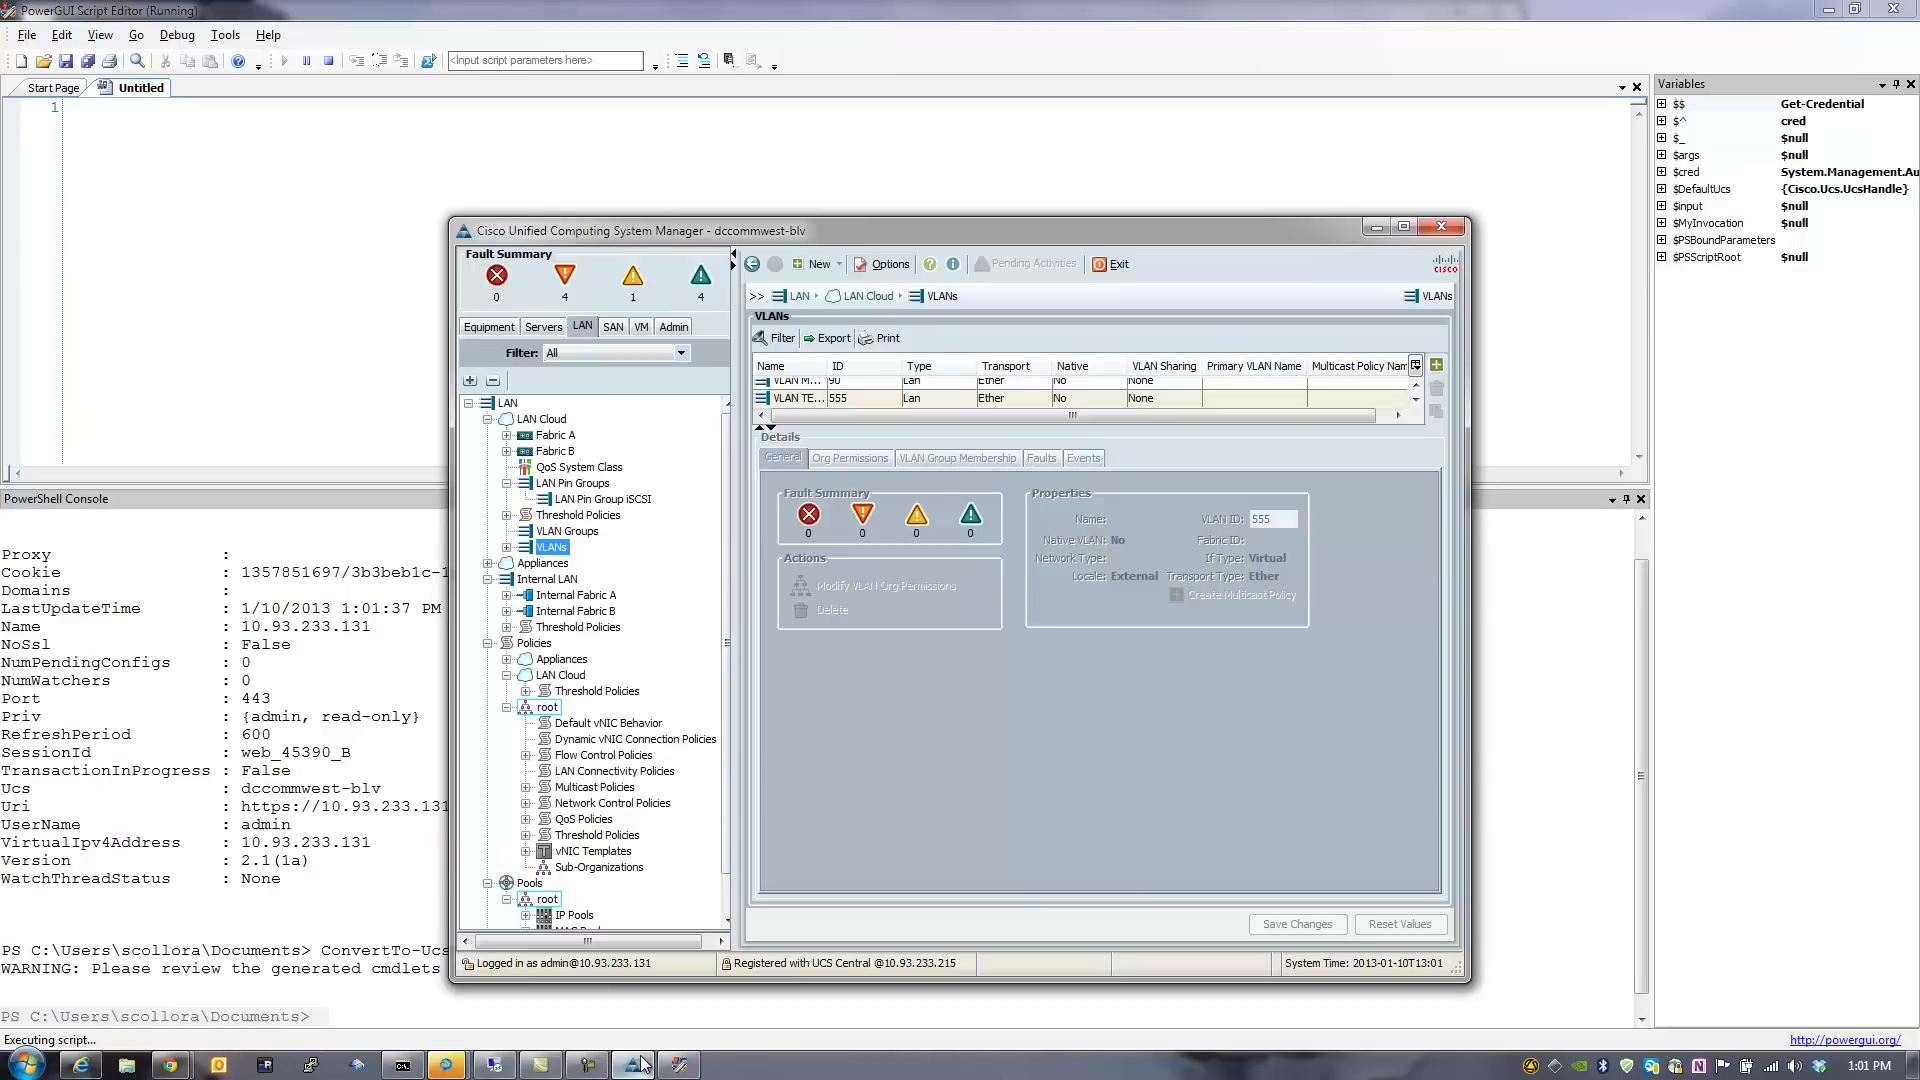 PowerGUI Script Editor (Running)
File Edit View Go Debug Tools Help
<Input script parameters here>
Start Page Untitled
1
Variables
$$ Get-Credential
$^ cred
$_ $null
$args $null
$cred System.Management.Au
$DefaultUcs {Cisco.Ucs.UcsHandle}
$input $null
$MyInvocation $null
$PSBoundParameters
$PSScriptRoot $null
Cisco Unified Computing System Manager - dccommwest-blv
Fault Summary
0 4 1 4
New Options Pending Activities Exit
CISCO
>> LAN LAN Cloud VLANs VLANs
Equipment Servers LAN SAN VM Admin
Filter: All
LAN
LAN Cloud
Fabric A
Fabric B
QoS System Class
LAN Pin Groups
LAN Pin Group iSCSI
Threshold Policies
VLAN Groups
VLANs
Appliances
Internal LAN
Internal Fabric A
Internal Fabric B
Threshold Policies
Policies
Appliances
LAN Cloud
Threshold Policies
root
Default vNIC Behavior
Dynamic vNIC Connection Policies
Flow Control Policies
LAN Connectivity Policies
Multicast Policies
Network Control Policies
QoS Policies
Threshold Policies
vNIC Templates
Sub-Organizations
Pools
root
IP Pools
VLANs
Filter Export Print
Name ID Type Transport Native VLAN Sharing Primary VLAN Name Multicast Policy Nam
VLAN M... 90 Lan Ether No None
VLAN TE... 555 Lan Ether No None
Details
General Org Permissions VLAN Group Membership Faults Events
Fault Summary
0 0 0 0
Actions
Modify VLAN Org Permissions
Delete
Properties
Name: VLAN ID: 555
Native VLAN: No Fabric ID:
Network Type: If Type: Virtual
Locale: External Transport Type: Ether
Create Multicast Policy
Save Changes Reset Values
Logged in as admin@10.93.233.131 Registered with UCS Central @10.93.233.215 System Time: 2013-01-10T13:01
PowerShell Console
Proxy :
Cookie : 1357851697/3b3beb1c-1
Domains :
LastUpdateTime : 1/10/2013 1:01:37 PM
Name : 10.93.233.131
NoSsl : False
NumPendingConfigs : 0
NumWatchers : 0
Port : 443
Priv : {admin, read-only}
RefreshPeriod : 600
SessionId : web_45390_B
TransactionInProgress : False
Ucs : dccommwest-blv
Uri : https://10.93.233.131
UserName : admin
VirtualIpv4Address : 10.93.233.131
Version : 2.1(1a)
WatchThreadStatus : None
PS C:\Users\scollora\Documents> ConvertTo-Ucs
WARNING: Please review the generated cmdlets
PS C:\Users\scollora\Documents>
Executing script...
http://powergui.org/
1:01 PM